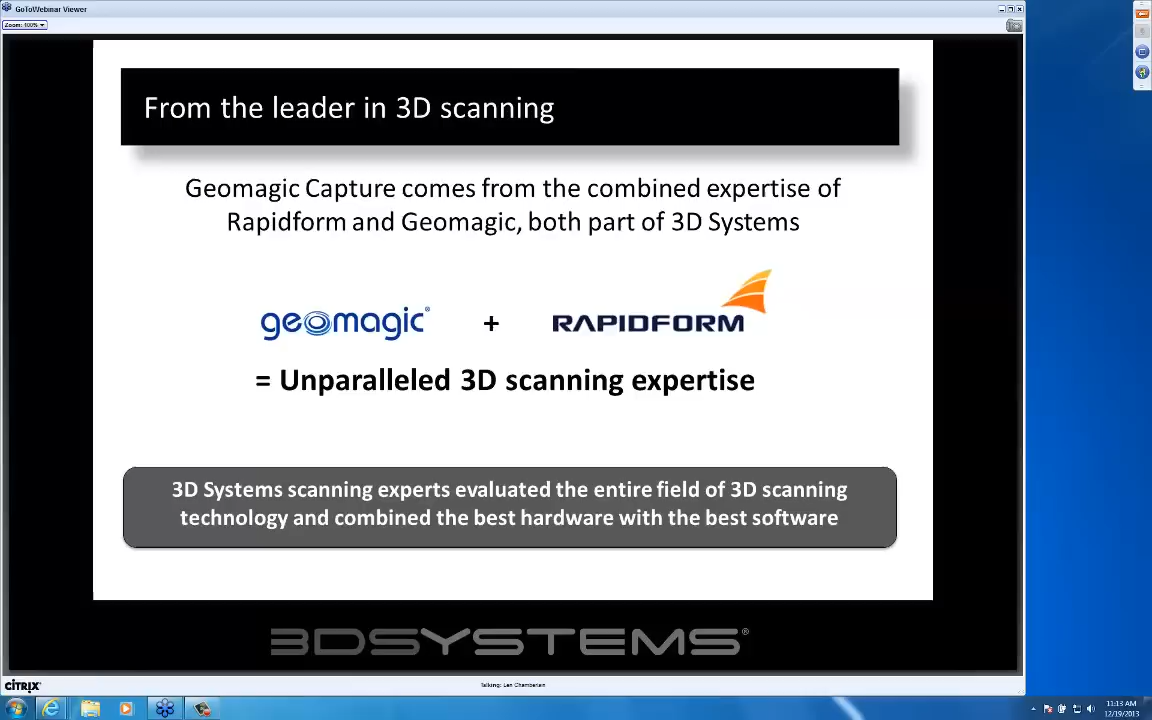 GoToWebinar Viewer
Zoom: 100%
From the leader in 3D scanning
Geomagic Capture comes from the combined expertise of
Rapidform and Geomagic, both part of 3D Systems
geomagic® + RAPIDFORM
= Unparalleled 3D scanning expertise
3D Systems scanning experts evaluated the entire field of 3D scanning
technology and combined the best hardware with the best software
3DSYSTEMS®
CITRIX®
Talking: Len Chamberlain
11:13 AM
12/19/2013